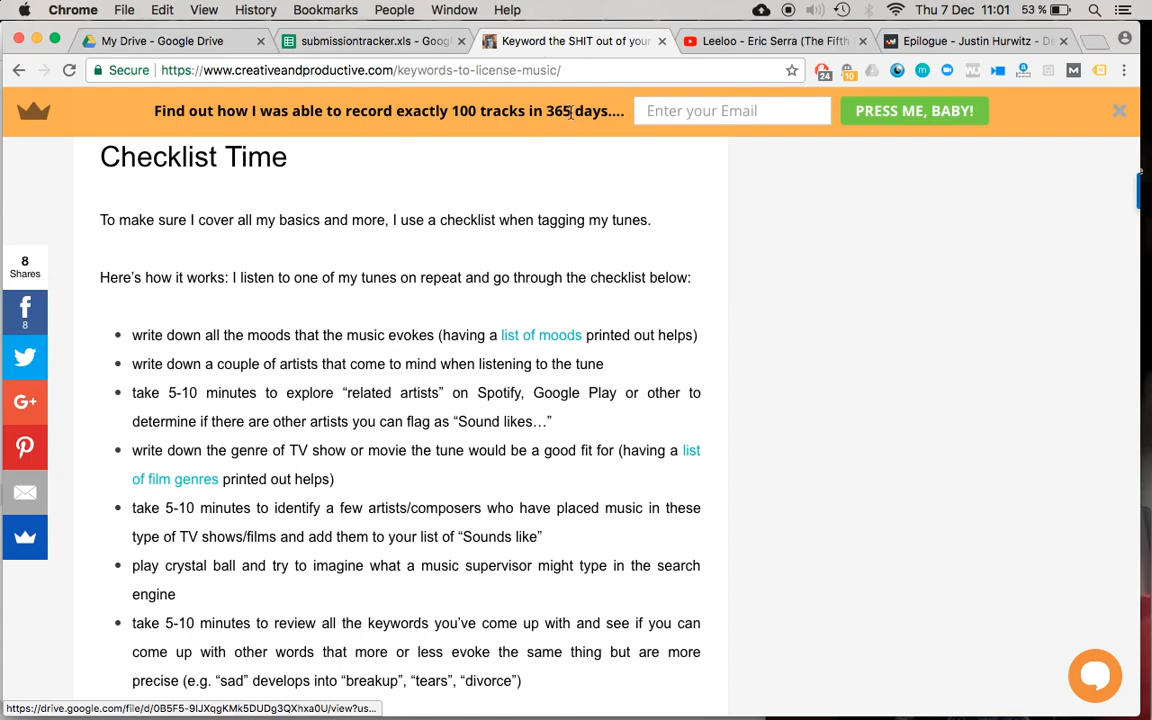 Chrome File Edit View History Bookmarks People Window Help Thu 7 Dec 11:01 53 %
My Drive - Google Drive submissiontracker.xls - Goog Keyword the SHIT out of your Leeloo - Eric Serra (The Fifth Epilogue - Justin Hurwitz - De
Secure https://www.creativeandproductive.com/keywords-to-license-music/ 24 10
Find out how I was able to record exactly 100 tracks in 365 days.... Enter your Email PRESS ME, BABY!
Checklist Time
To make sure I cover all my basics and more, I use a checklist when tagging my tunes.
8
Shares
Here’s how it works: I listen to one of my tunes on repeat and go through the checklist below:
8
write down all the moods that the music evokes (having a list of moods printed out helps)
write down a couple of artists that come to mind when listening to the tune
take 5-10 minutes to explore “related artists” on Spotify, Google Play or other to
determine if there are other artists you can flag as “Sound likes…”
write down the genre of TV show or movie the tune would be a good fit for (having a list
of film genres printed out helps)
take 5-10 minutes to identify a few artists/composers who have placed music in these
type of TV shows/films and add them to your list of “Sounds like”
play crystal ball and try to imagine what a music supervisor might type in the search
engine
take 5-10 minutes to review all the keywords you’ve come up with and see if you can
come up with other words that more or less evoke the same thing but are more
precise (e.g. “sad” develops into “breakup”, “tears”, “divorce”)
https://drive.google.com/file/d/0B5F5-9IJXqgKMk5DUDg3QXhxa0U/view?us...